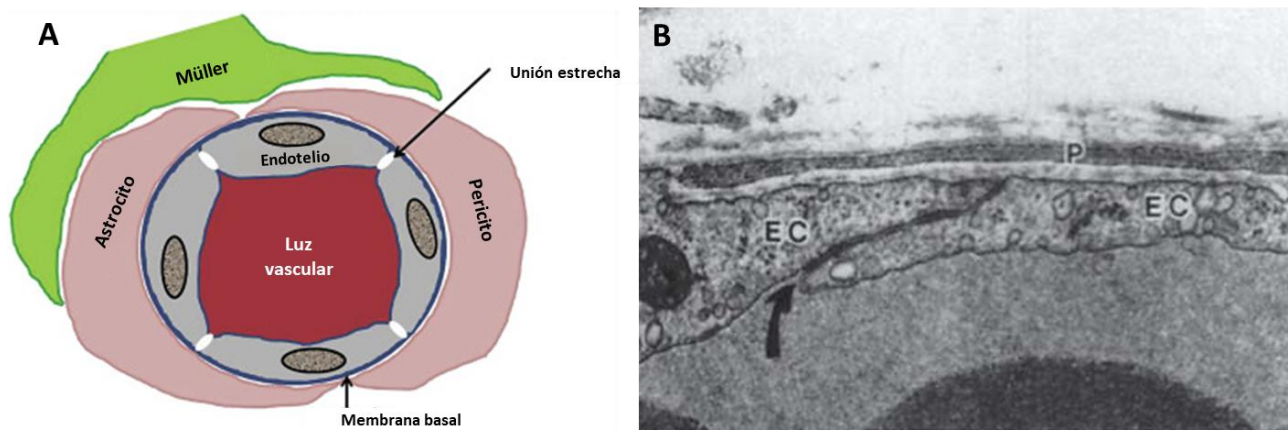 A
Müller
Unión estrecha
Endotelio
Astrocito
Pericito
Luz
vascular
Membrana basal
B
P
EC
EC